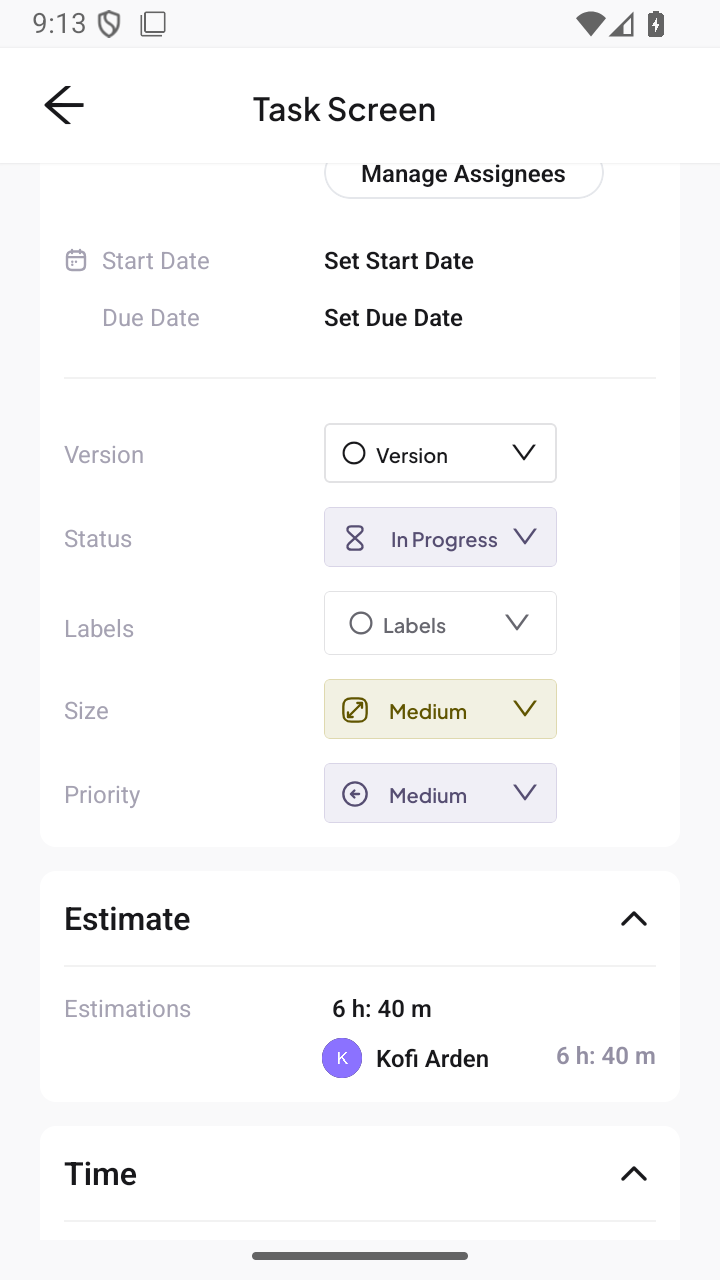 9:13
Task Screen
Manage Assignees
Start Date Set Start Date
Due Date Set Due Date
Version Version
Status In Progress
Labels Labels
Size Medium
Priority Medium
Estimate
Estimations 6 h: 40 m
K Kofi Arden 6 h: 40 m
Time